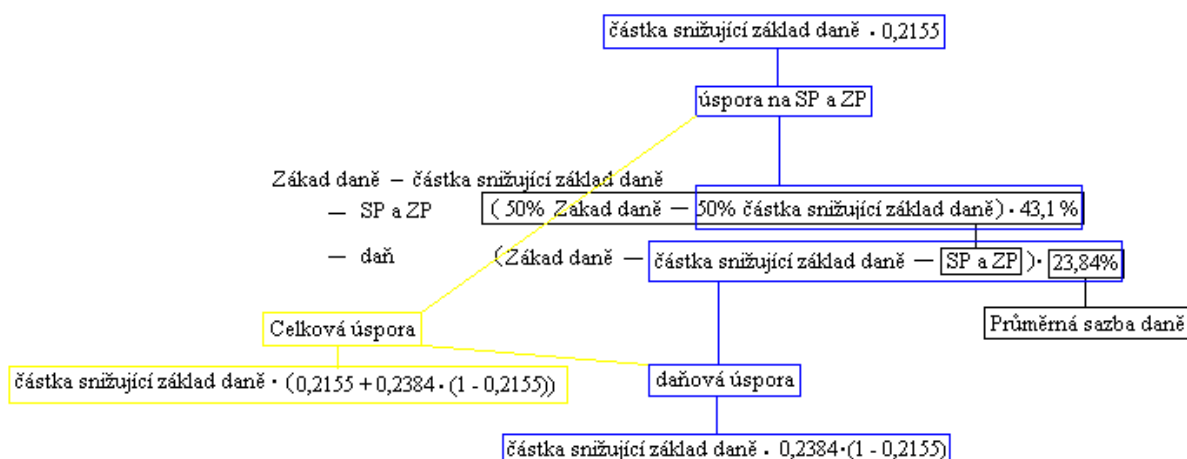 částka snižující základ daně · 0,2155
úspora na SP a ZP
Zákad daně — částka snižující základ daně
— SP a ZP ( 50% Zákad daně — 50% částka snižující základ daně) · 43,1 %
— daň (Zákad daně — částka snižující základ daně — SP a ZP ) · 23,84%
Celková úspora
Průměrná sazba daně
částka snižující základ daně · (0,2155 + 0,2384 · (1 - 0,2155))
daňová úspora
částka snižující základ daně · 0,2384·(1 - 0,2155)